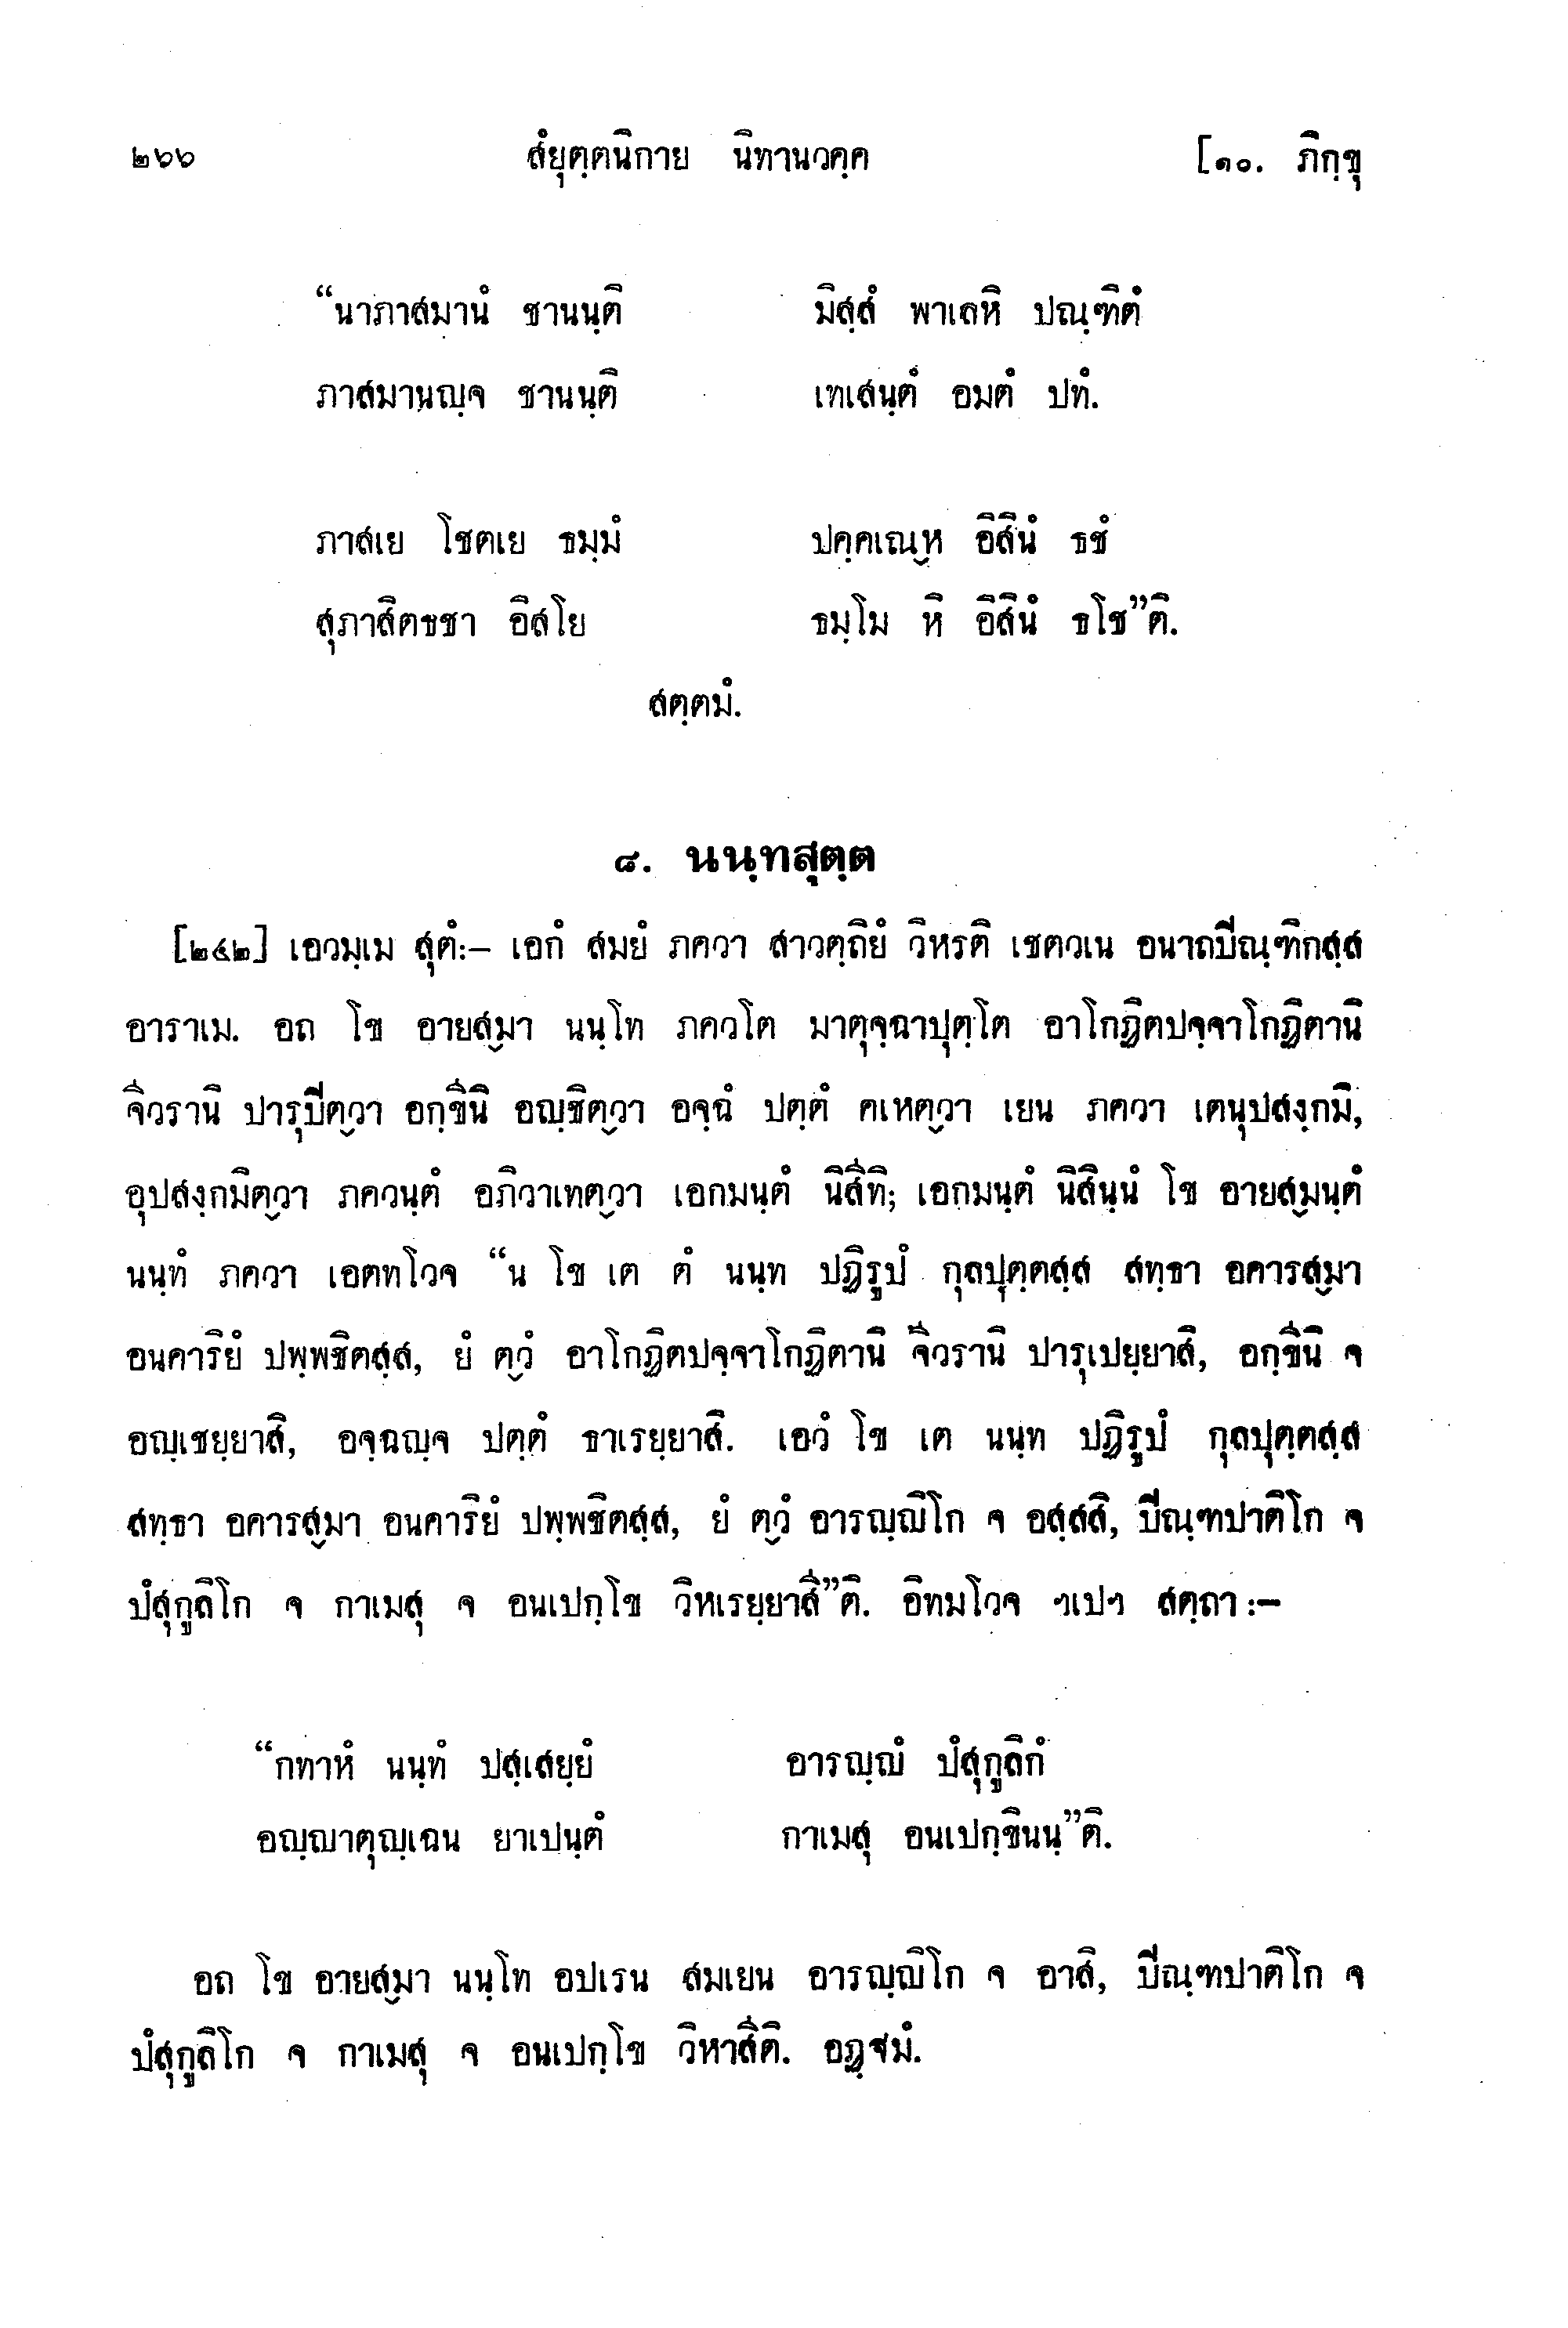 ๒๖๖ สํยุตฺตนิกาย นิทานวคฺค [๑๐. ภิกฺขุ
“นาภาสมานํ ชานนฺติ มิสฺสํ พาเลหิ ปณฺฑิตํ
ภาสมานญฺจ ชานนฺติ เทเสนฺตํ อมตํ ปทํ.
ภาสเย โชตเย ธมฺมํ ปคฺคเณฺห อิสีนํ ธชํ
สุภาสิตธชา อิสโย ธมฺโม หิ อิสีนํ ธโช”ติ.
สตฺตมํ.
๘. นนฺทสุตฺต
[๒๔๒] เอวมฺเม สุตํ:– เอกํ สมยํ ภควา สาวตฺถิยํ วิหรติ เชตวเน อนาถปิณฺฑิกสฺส
อาราเม. อถ โข อายสฺมา นนฺโท ภควโต มาตุจฺฉาปุตฺโต อาโกฏิตปจฺจาโกฏิตานิ
จีวรานิ ปารุปิตฺวา อกฺขีนิ อญฺชิตฺวา อจฺฉํ ปตฺตํ คเหตฺวา เยน ภควา เตนุปสงฺกมิ,
อุปสงฺกมิตฺวา ภควนฺตํ อภิวาเทตฺวา เอกมนฺตํ นิสีทิ; เอกมนฺตํ นิสินฺนํ โข อายสฺมนฺตํ
นนฺทํ ภควา เอตทโวจ “น โข เต ตํ นนฺท ปฏิรูปํ กุลปุตฺตสฺส สทฺธา อคารสฺมา
อนคาริยํ ปพฺพชิตสฺส, ยํ ตฺวํ อาโกฏิตปจฺจาโกฏิตานิ จีวรานิ ปารุเปยฺยาสิ, อกฺขีนิ จ
อญฺเชยฺยาสิ, อจฺฉญฺจ ปตฺตํ ธาเรยฺยาสิ. เอวํ โข เต นนฺท ปฏิรูปํ กุลปุตฺตสฺส
สทฺธา อคารสฺมา อนคาริยํ ปพฺพชิตสฺส, ยํ ตฺวํ อารญฺญิโก จ อสฺสสิ, ปิณฺฑปาติโก จ
ปํสุกูลิโก จ กาเมสุ จ อนเปกฺโข วิหเรยฺยาสี”ติ. อิทมโวจ ฯเปฯ สตฺถา :–
“กทาหํ นนฺทํ ปสฺเสยฺยํ อารญฺญํ ปํสุกูลิกํ
อญฺญาตุญฺเฉน ยาเปนฺตํ กาเมสุ อนเปกฺขินนฺ”ติ.
อถ โข อายสฺมา นนฺโท อปเรน สมเยน อารญฺญิโก จ อาสิ, ปิณฺฑปาติโก จ
ปํสุกูลิโก จ กาเมสุ จ อนเปกฺโข วิหาสีติ. อฏฺฐมํ.